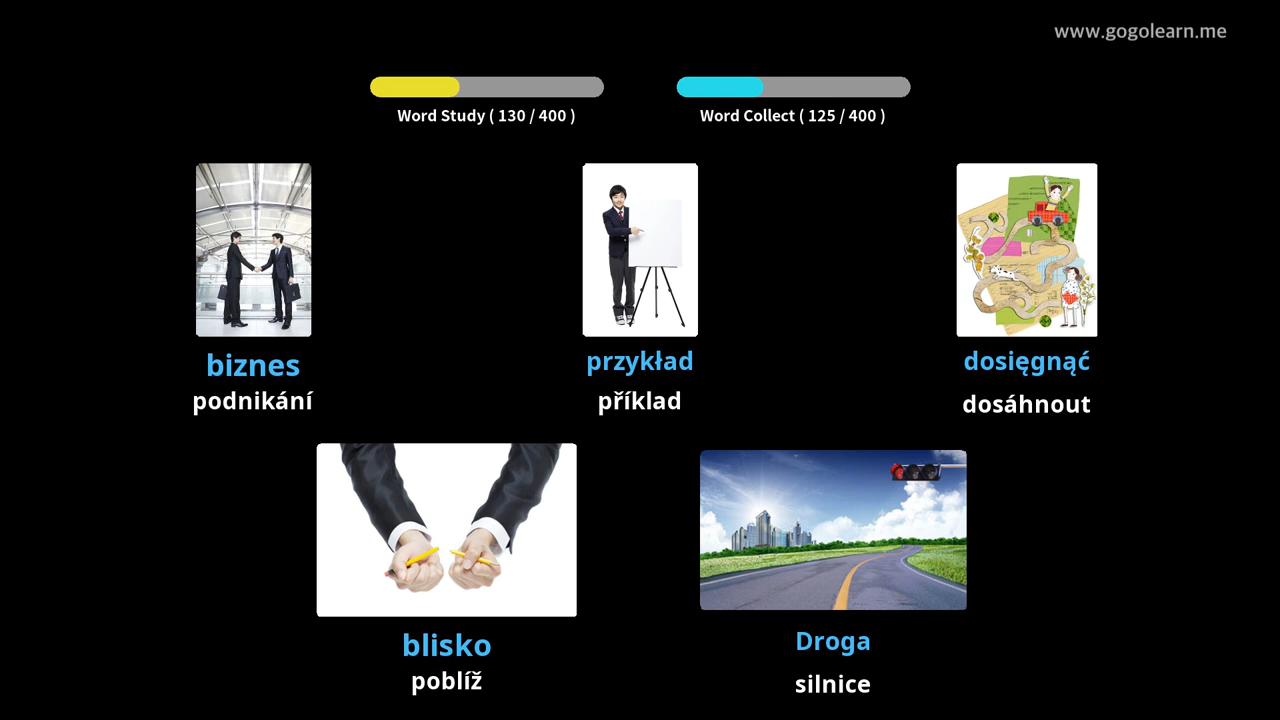 www.gogolearn.me
Word Study ( 130 / 400 )
Word Collect ( 125 / 400 )
biznes
podnikání
przykład
příklad
dosięgnąć
dosáhnout
blisko
poblíž
Droga
silnice